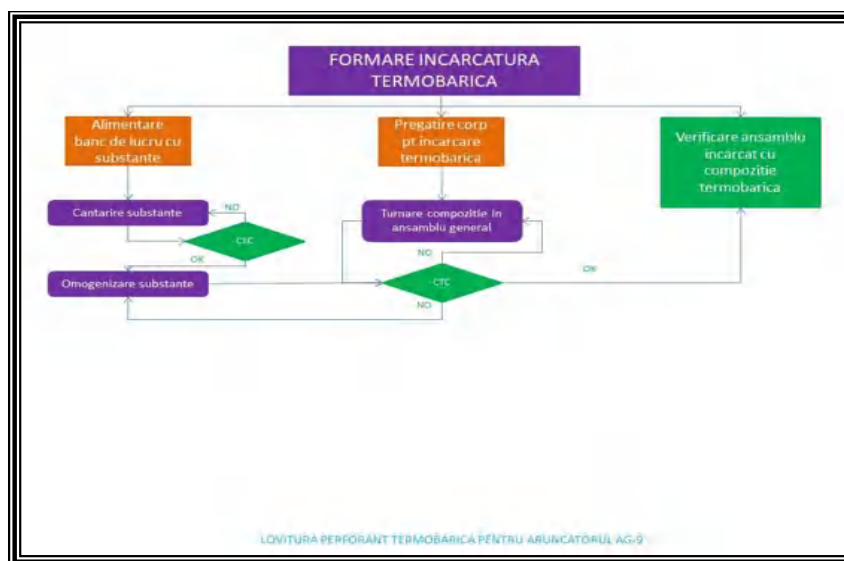 FORMARE INCARCATURA
TERMOBARICA
Alimentare
banc de lucru cu
substante
Pregatire corp
pt incarcare
termobarica
Verificare ansamblu
incarcat cu
compozitie
termobarica
Cantarire substante
NO
CTC
OK
Omogenizare substante
Turnare compozitie in
ansamblu general
NO
CTC
OK
NO
LOVITURA PERFORANT TERMOBARICA PENTRU ARUNCATORUL AG-9